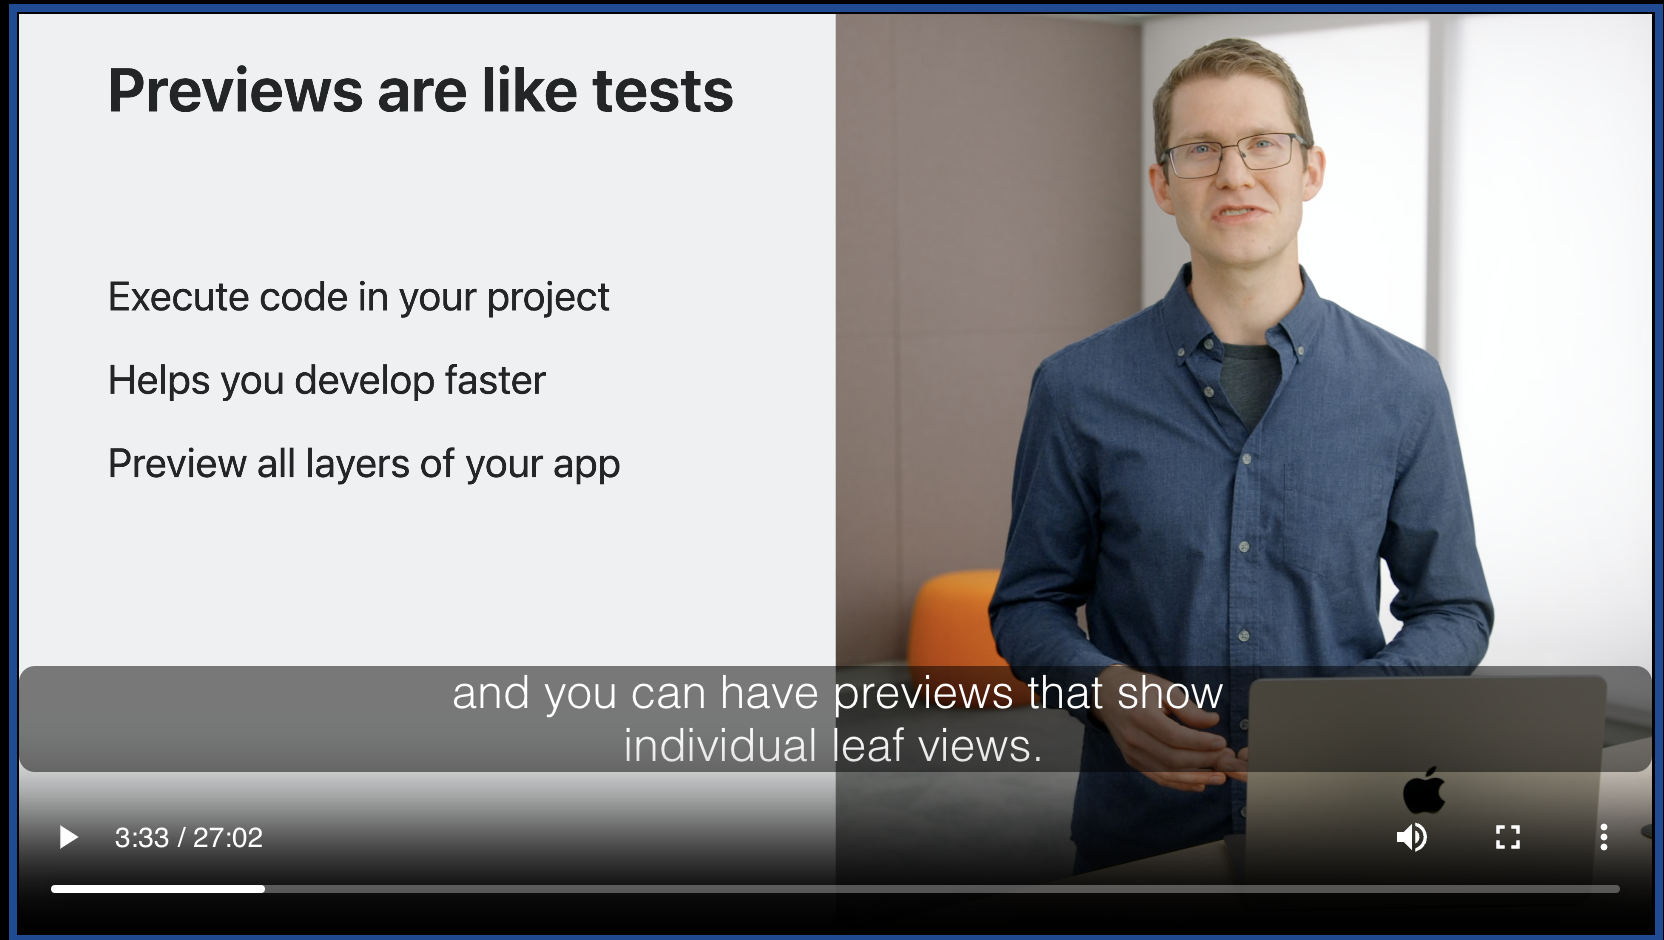 Previews are like tests
Execute code in your project
Helps you develop faster
Preview all layers of your app
and you can have previews that show
individual leaf views.
3:33 / 27:02